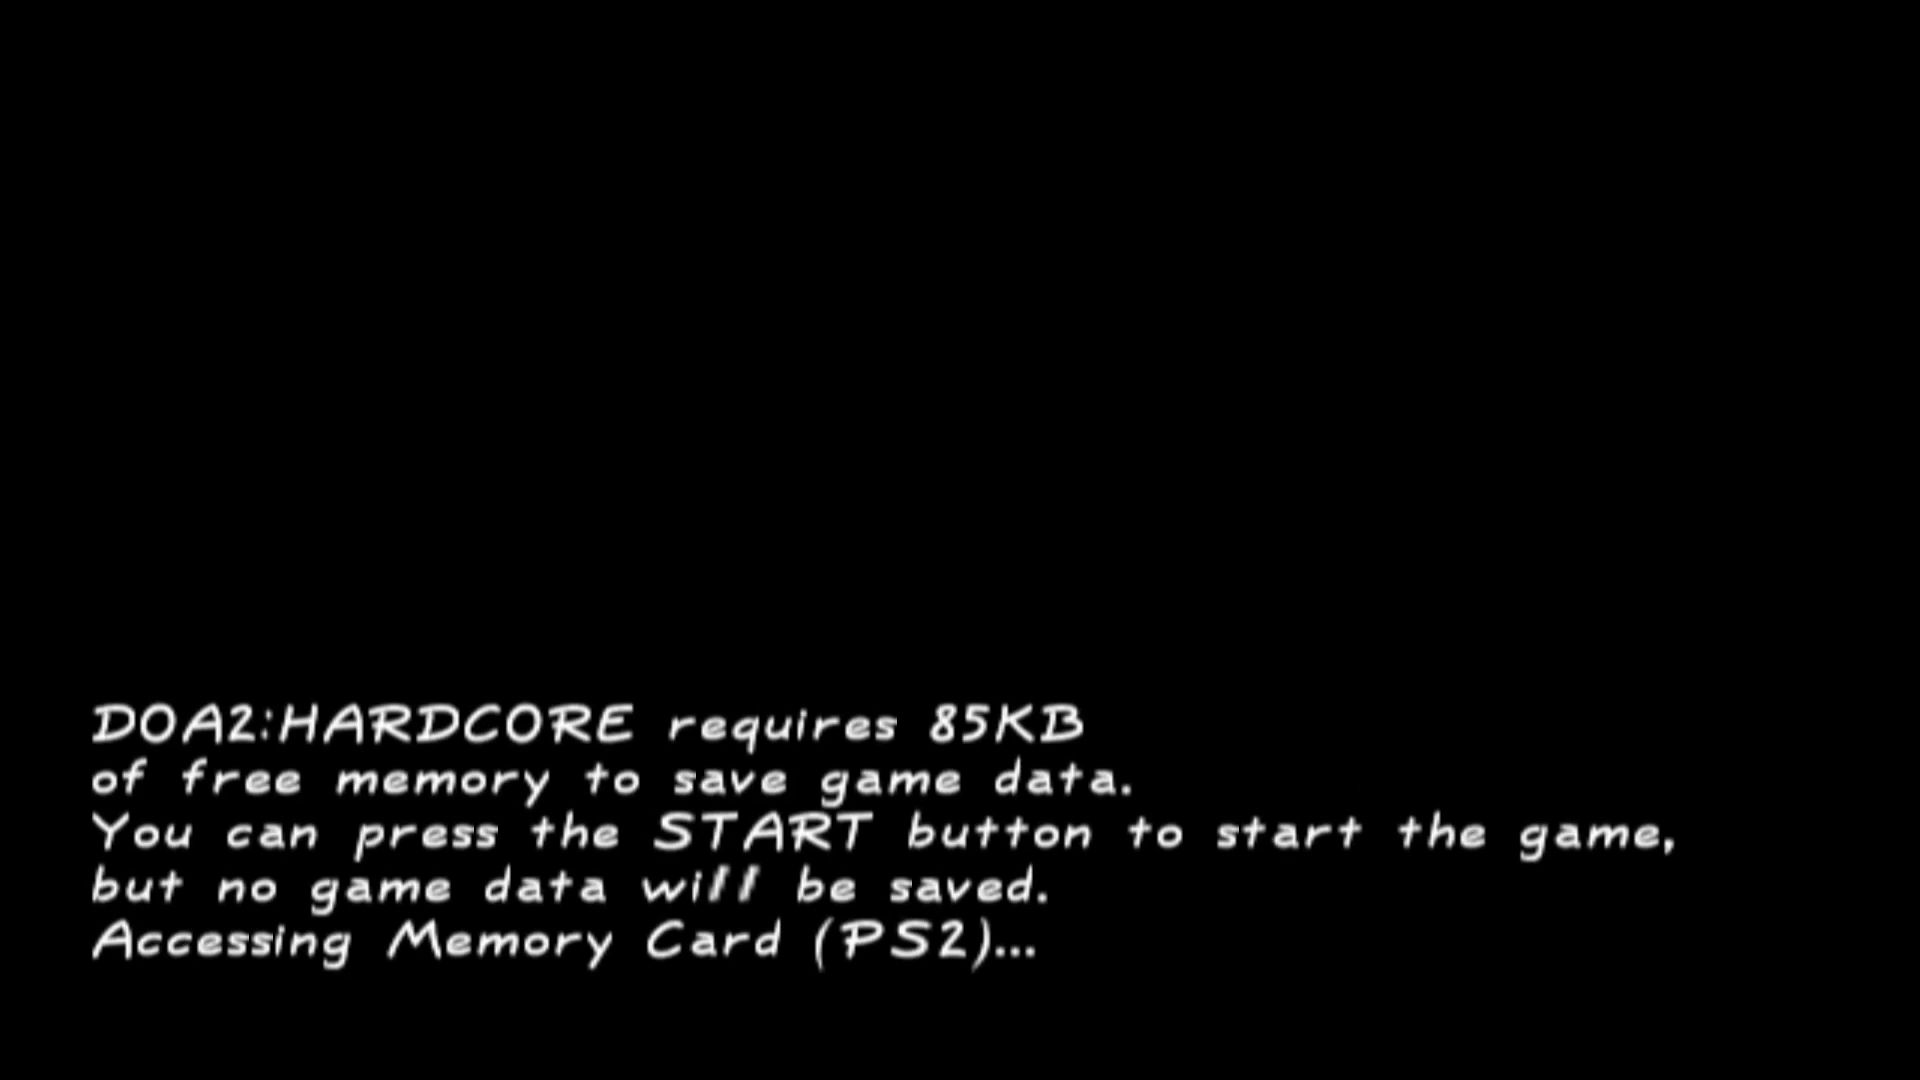 DOA2:HARDCORE requires 85KB
of free memory to save game data.
You can press the START button to start the game,
but no game data will be saved.
Accessing Memory Card (PS2)...